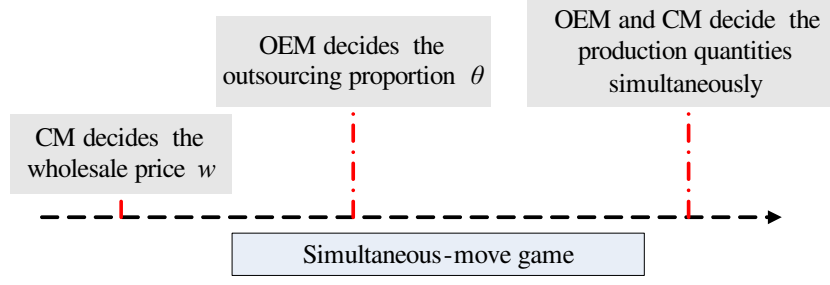 OEM and CM decide the
production quantities
simultaneously
OEM decides the
outsourcing proportion θ
CM decides the
wholesale price w
Simultaneous-move game